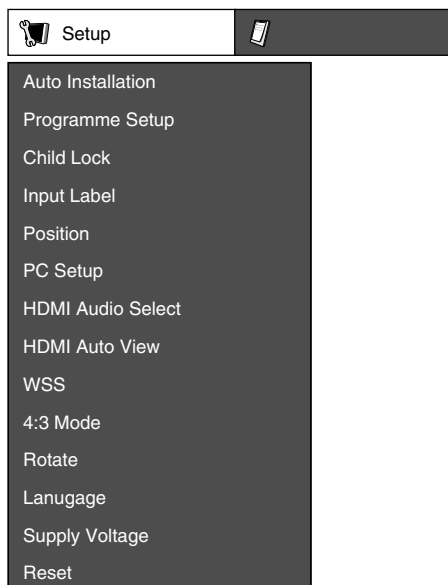 Setup
Auto Installation
Programme Setup
Child Lock
Input Label
Position
PC Setup
HDMI Audio Select
HDMI Auto View
WSS
4:3 Mode
Rotate
Lanugage
Supply Voltage
Reset